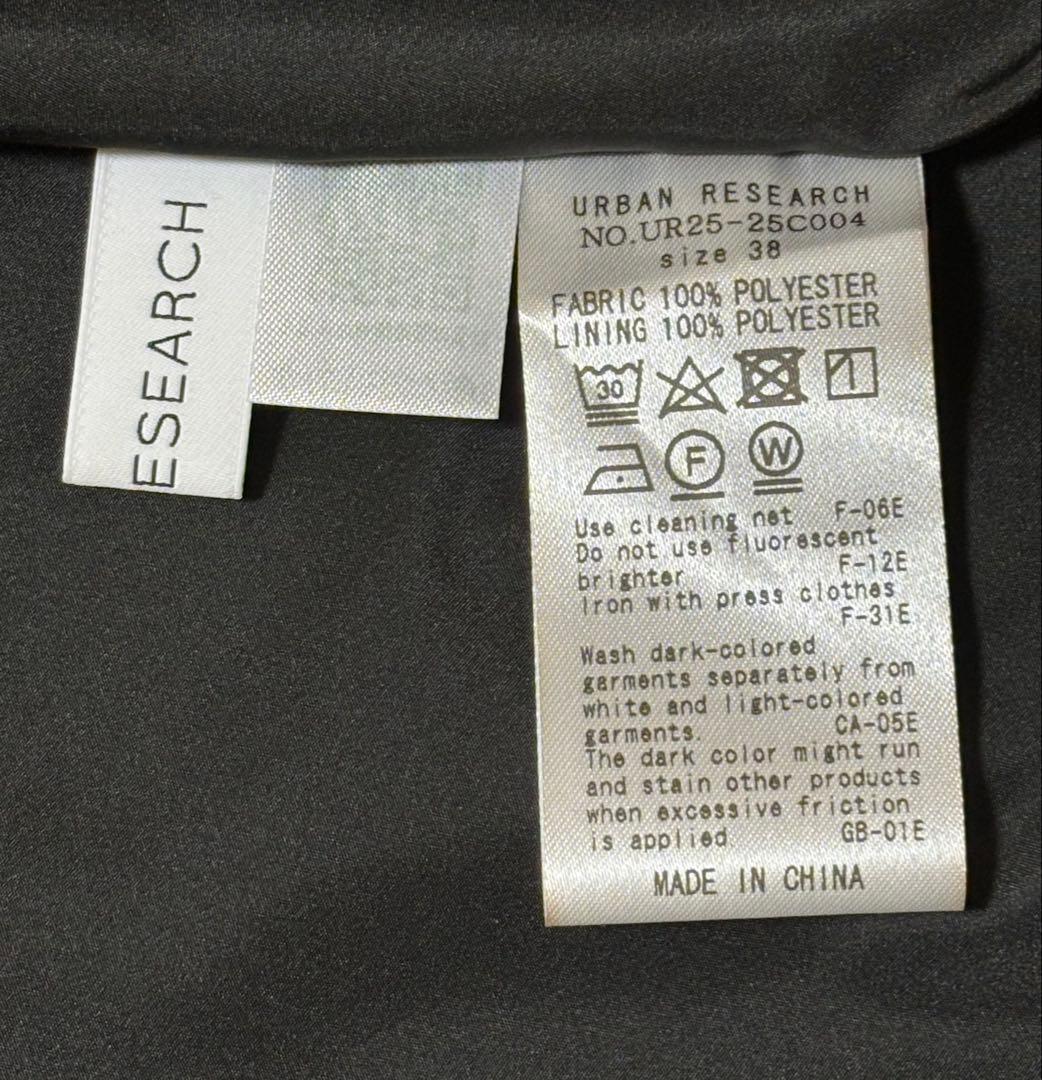 ESEARCH
URBAN RESEARCH
NO.UR25-25C004
size 38
FABRIC 100% POLYESTER
LINING 100% POLYESTER
30
F W
Use cleaning net F-06E
Do not use fluorescent
brighter F-12E
Iron with press clothes
F-31E
Wash dark-colored
garments separately from
white and light-colored
garments. CA-05E
The dark color might run
and stain other products
when excessive friction
is applied GB-01E
MADE IN CHINA